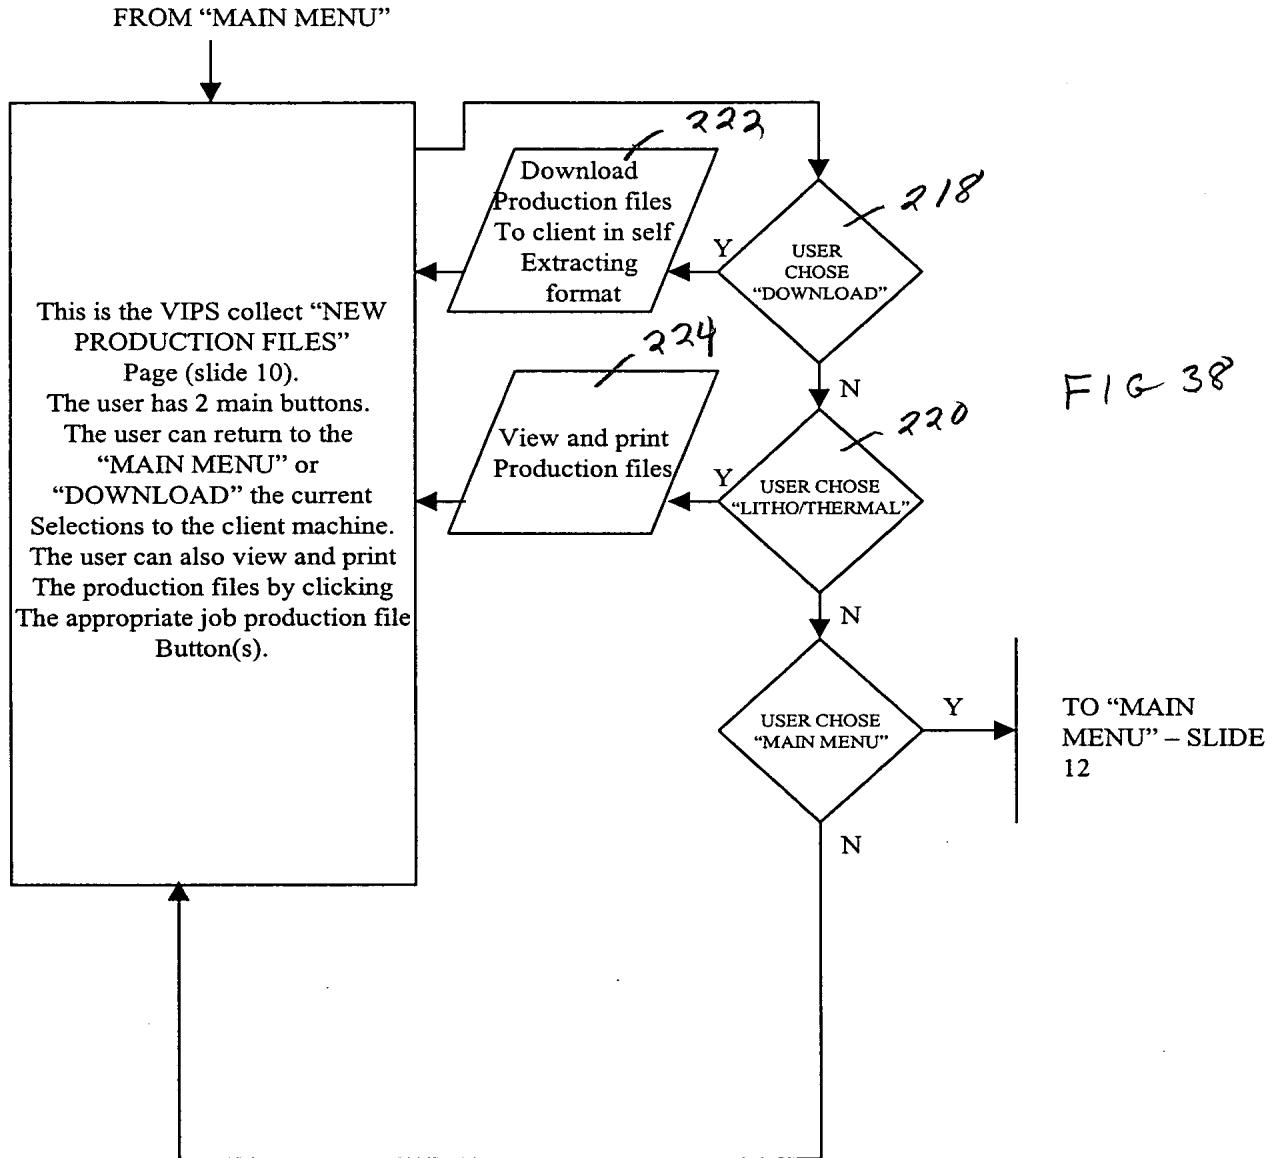 FROM “MAIN MENU”
This is the VIPS collect “NEW
PRODUCTION FILES”
Page (slide 10).
The user has 2 main buttons.
The user can return to the
“MAIN MENU” or
“DOWNLOAD” the current
Selections to the client machine.
The user can also view and print
The production files by clicking
The appropriate job production file
Button(s).
222
Download
Production files
To client in self
Extracting
format
218
USER
CHOSE
“DOWNLOAD”
Y
N
224
View and print
Production files
220
USER CHOSE
“LITHO/THERMAL”
Y
N
FIG 38
USER CHOSE
“MAIN MENU”
Y
N
TO “MAIN
MENU” – SLIDE
12